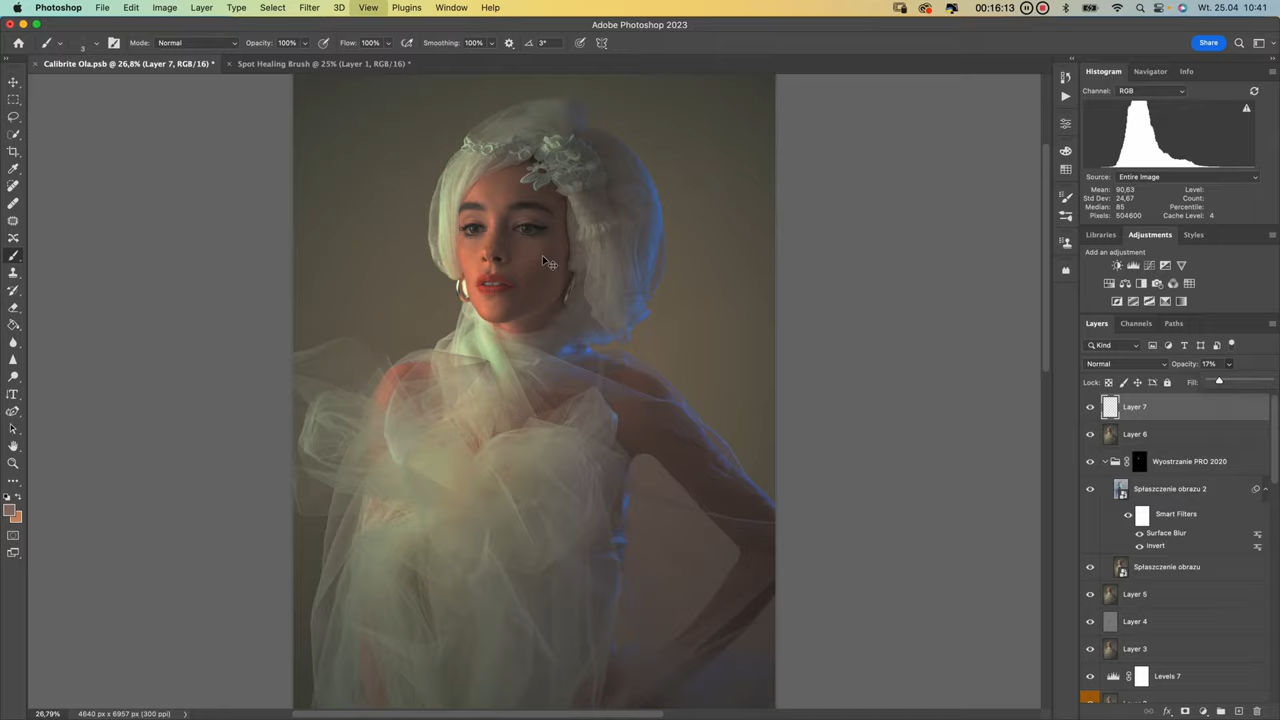 Photoshop File Edit Image Layer Type Select Filter 3D View Plugins Window Help 00:16:13 Wt. 25.04 10:41
Adobe Photoshop 2023
3 Mode: Normal Opacity: 100% Flow: 100% Smoothing: 100% 3° Share
Calibrite Ola.psb @ 26,8% (Layer 7, RGB/16) * Spot Healing Brush @ 25% (Layer 1, RGB/16) *
Histogram Navigator Info
Channel: RGB
Source: Entire Image
Mean: 90,63 Level:
Std Dev: 24,67 Count:
Median: 85 Percentile:
Pixels: 504600 Cache Level: 4
Libraries Adjustments Styles
Add an adjustment
Layers Channels Paths
Kind
Normal Opacity: 17%
Lock: Fill:
Layer 7
Layer 6
Wyostrzanie PRO 2020
Spłaszczenie obrazu 2
Smart Filters
Surface Blur
Invert
Spłaszczenie obrazu
Layer 5
Layer 4
Layer 3
Levels 7
26,79% 4640 px x 6957 px (300 ppi)